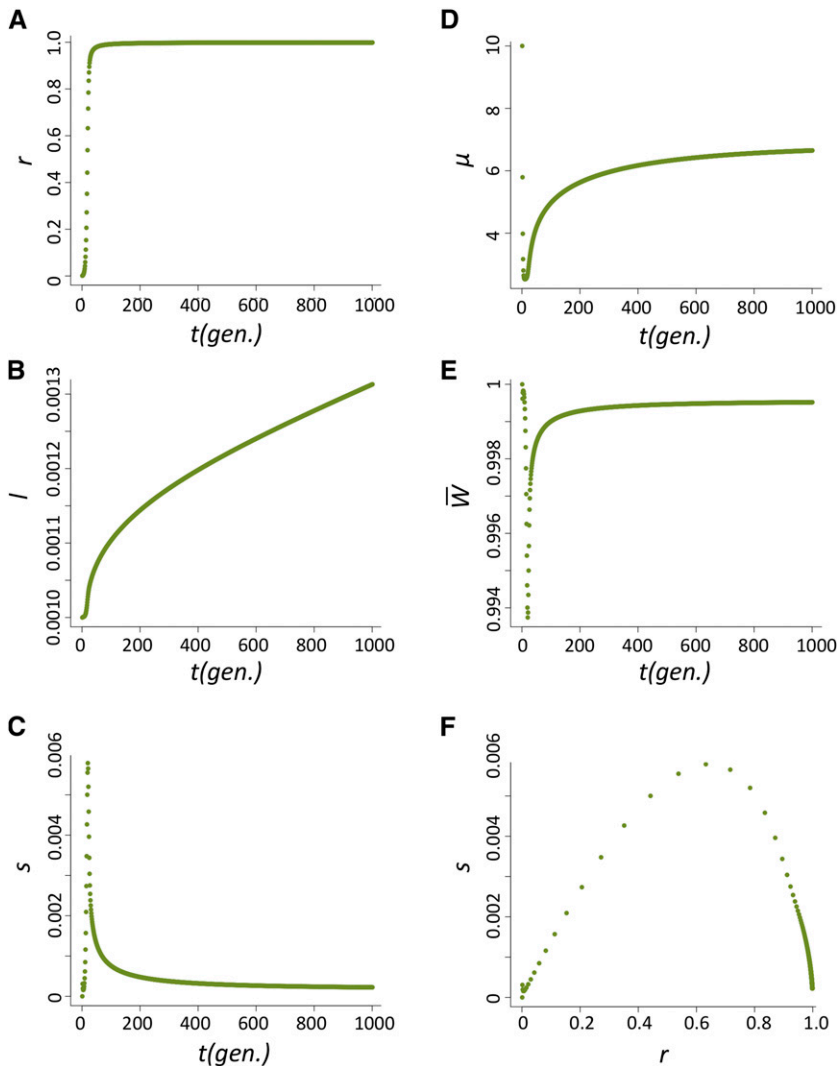 A
r
0
0.2
0.4
0.6
0.8
1.0
0 200 400 600 800 1000
t(gen.)
B
l
0.0010
0.0011
0.0012
0.0013
0 200 400 600 800 1000
t(gen.)
C
s
0
0.002
0.004
0.006
0 200 400 600 800 1000
t(gen.)
D
μ
4
6
8
10
0 200 400 600 800 1000
t(gen.)
E
W̅
0.994
0.996
0.998
1
0 200 400 600 800 1000
t(gen.)
F
s
0
0.002
0.004
0.006
0 0.2 0.4 0.6 0.8 1.0
r